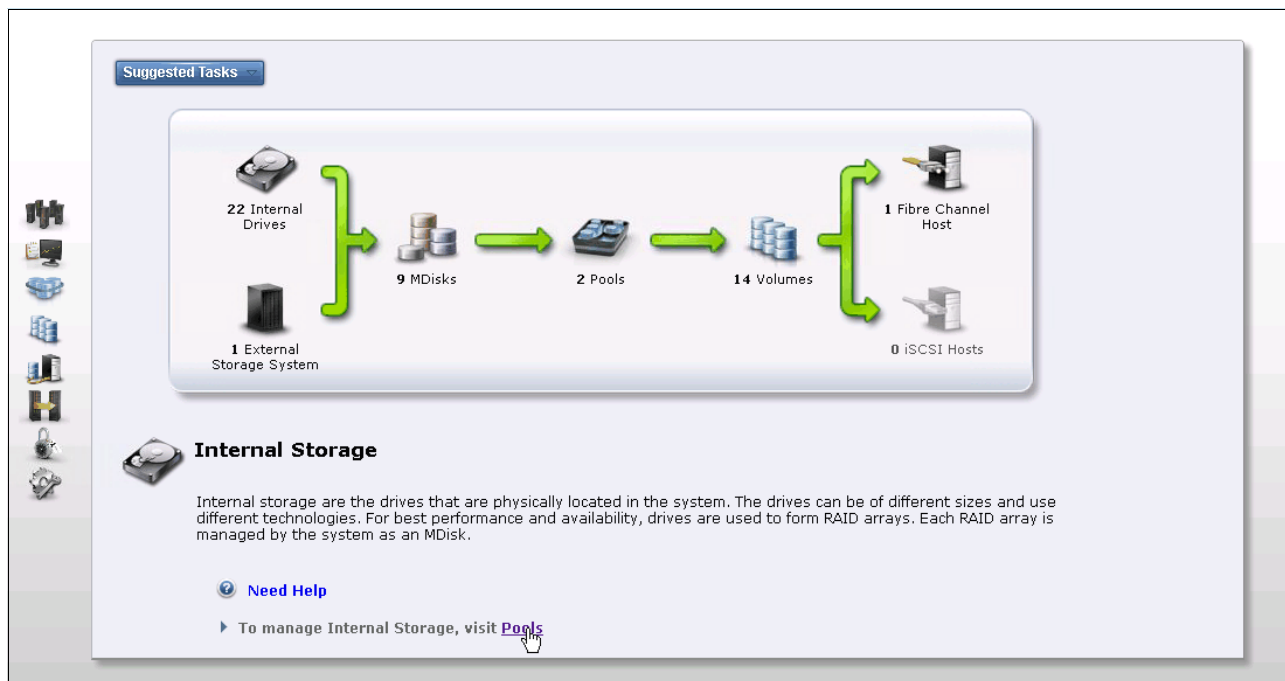 Suggested Tasks
22 Internal
Drives
1 External
Storage System
9 MDisks
2 Pools
14 Volumes
1 Fibre Channel
Host
0 iSCSI Hosts
Internal Storage
Internal storage are the drives that are physically located in the system. The drives can be of different sizes and use
different technologies. For best performance and availability, drives are used to form RAID arrays. Each RAID array is
managed by the system as an MDisk.
Need Help
To manage Internal Storage, visit Pools